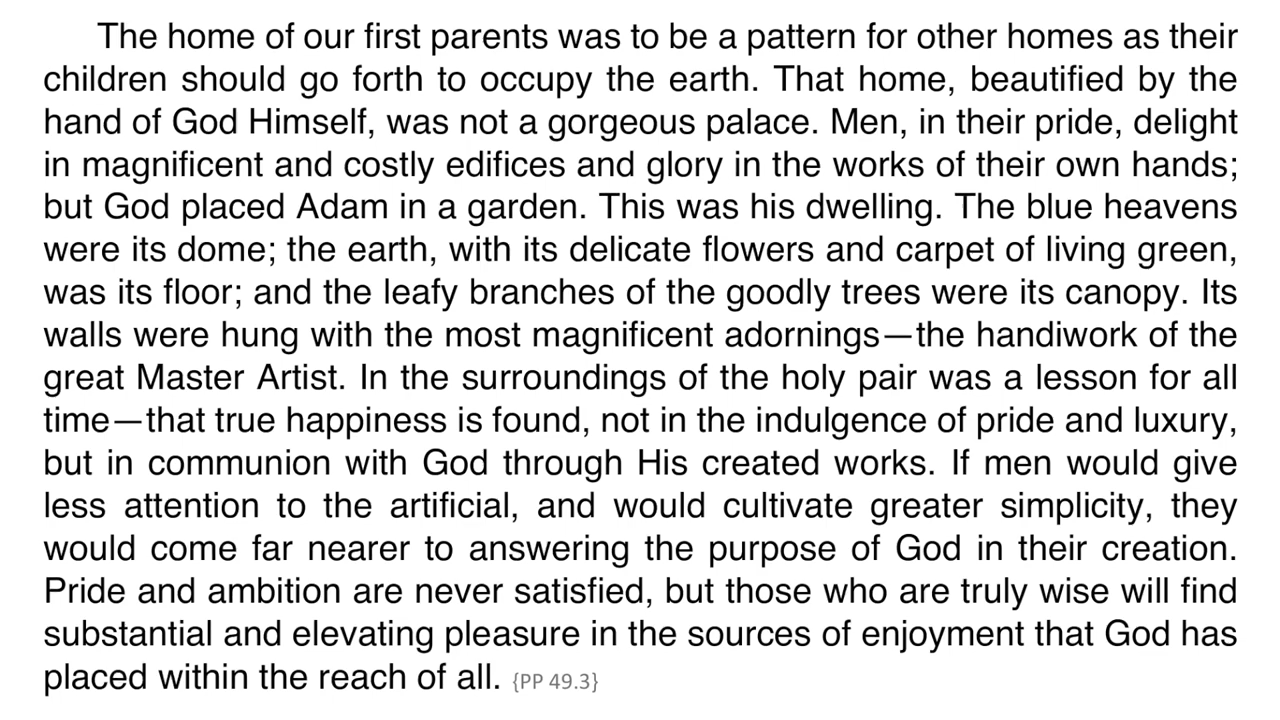 The home of our first parents was to be a pattern for other homes as their
children should go forth to occupy the earth. That home, beautified by the
hand of God Himself, was not a gorgeous palace. Men, in their pride, delight
in magnificent and costly edifices and glory in the works of their own hands;
but God placed Adam in a garden. This was his dwelling. The blue heavens
were its dome; the earth, with its delicate flowers and carpet of living green,
was its floor; and the leafy branches of the goodly trees were its canopy. Its
walls were hung with the most magnificent adornings—the handiwork of the
great Master Artist. In the surroundings of the holy pair was a lesson for all
time—that true happiness is found, not in the indulgence of pride and luxury,
but in communion with God through His created works. If men would give
less attention to the artificial, and would cultivate greater simplicity, they
would come far nearer to answering the purpose of God in their creation.
Pride and ambition are never satisfied, but those who are truly wise will find
substantial and elevating pleasure in the sources of enjoyment that God has
placed within the reach of all. {PP 49.3}